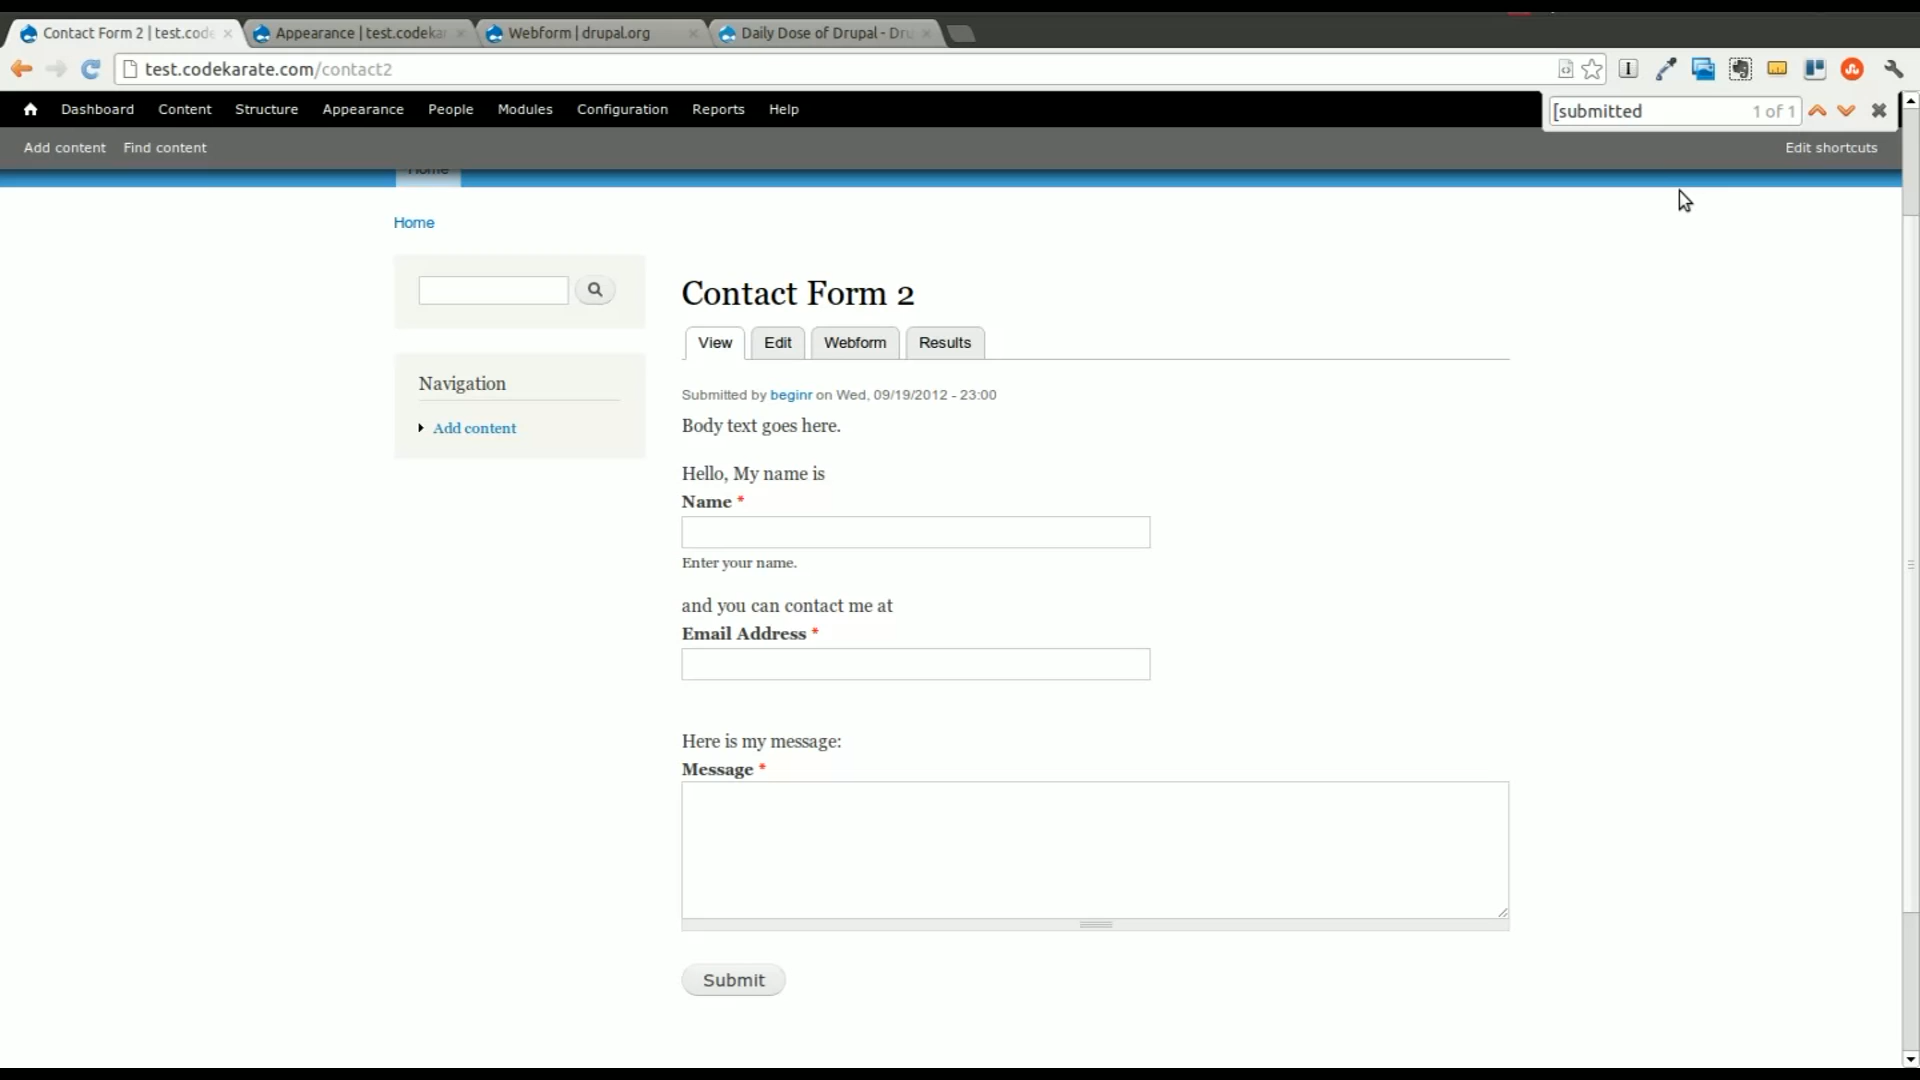 Contact Form 2 | test.code
Appearance | test.codekar
Webform | drupal.org
Daily Dose of Drupal - Dru
test.codekarate.com/contact2
Dashboard Content Structure Appearance People Modules Configuration Reports Help
[submitted 1 of 1
Add content Find content Edit shortcuts
Home
Home
Contact Form 2
View Edit Webform Results
Navigation
Add content
Submitted by beginr on Wed, 09/19/2012 - 23:00
Body text goes here.
Hello, My name is
Name *
Enter your name.
and you can contact me at
Email Address *
Here is my message:
Message *
Submit